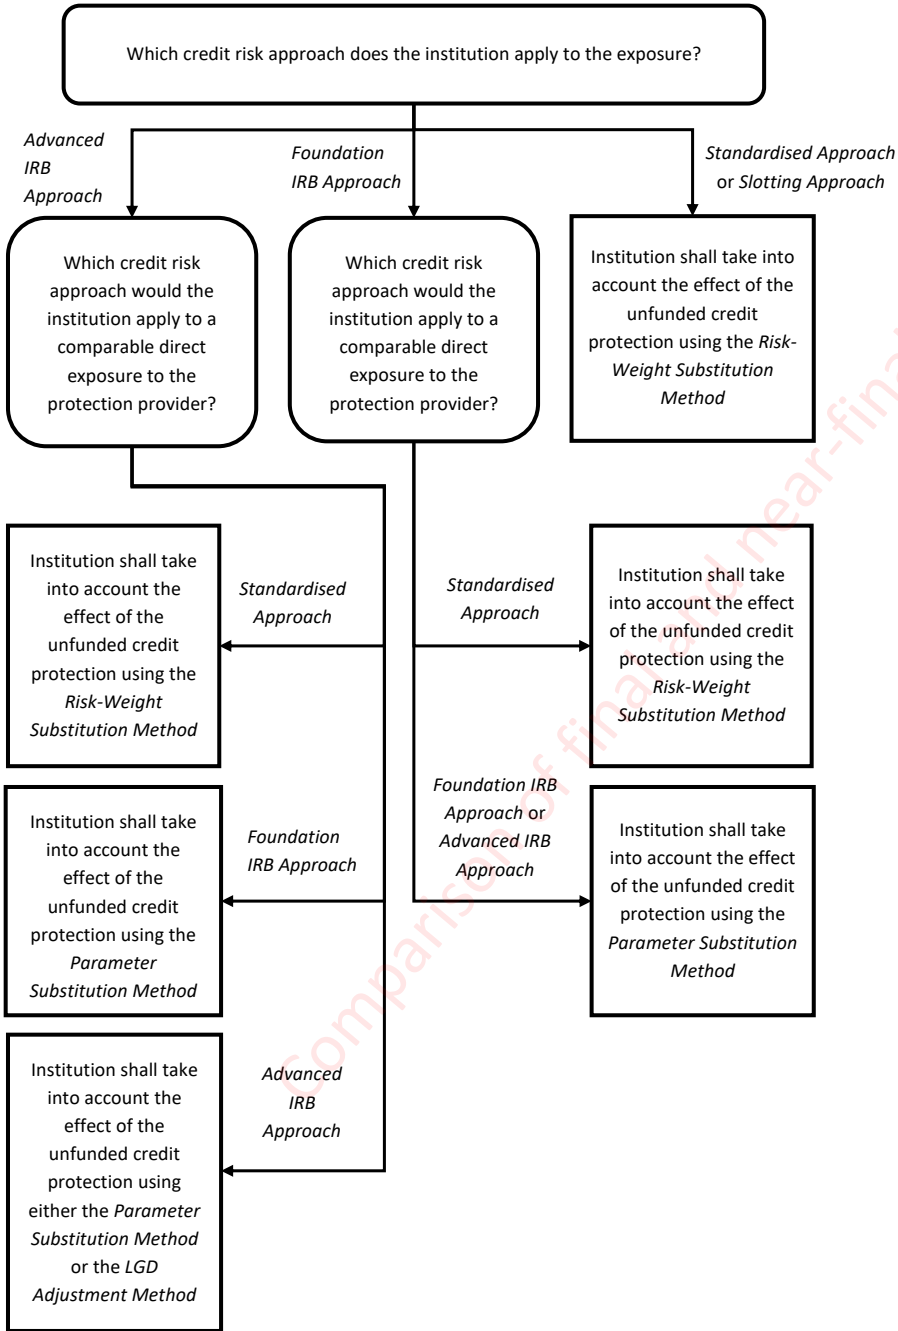 Which credit risk approach does the institution apply to the exposure?
Advanced
IRB
Approach
Foundation
IRB Approach
Standardised Approach
or Slotting Approach
Which credit risk
approach would the
institution apply to a
comparable direct
exposure to the
protection provider?
Which credit risk
approach would the
institution apply to a
comparable direct
exposure to the
protection provider?
Institution shall take into
account the effect of the
unfunded credit
protection using the Risk-
Weight Substitution
Method
Institution shall take
into account the
effect of the
unfunded credit
protection using the
Risk-Weight
Substitution Method
Standardised
Approach
Standardised
Approach
Institution shall take
into account the effect
of the unfunded credit
protection using the
Risk-Weight
Substitution Method
Institution shall take
into account the
effect of the
unfunded credit
protection using the
Parameter
Substitution Method
Foundation
IRB Approach
Foundation IRB
Approach or
Advanced IRB
Approach
Institution shall take
into account the effect
of the unfunded credit
protection using the
Parameter Substitution
Method
Institution shall take
into account the
effect of the
unfunded credit
protection using
either the Parameter
Substitution Method
or the LGD
Adjustment Method
Advanced
IRB
Approach
Comparison of final and near-final